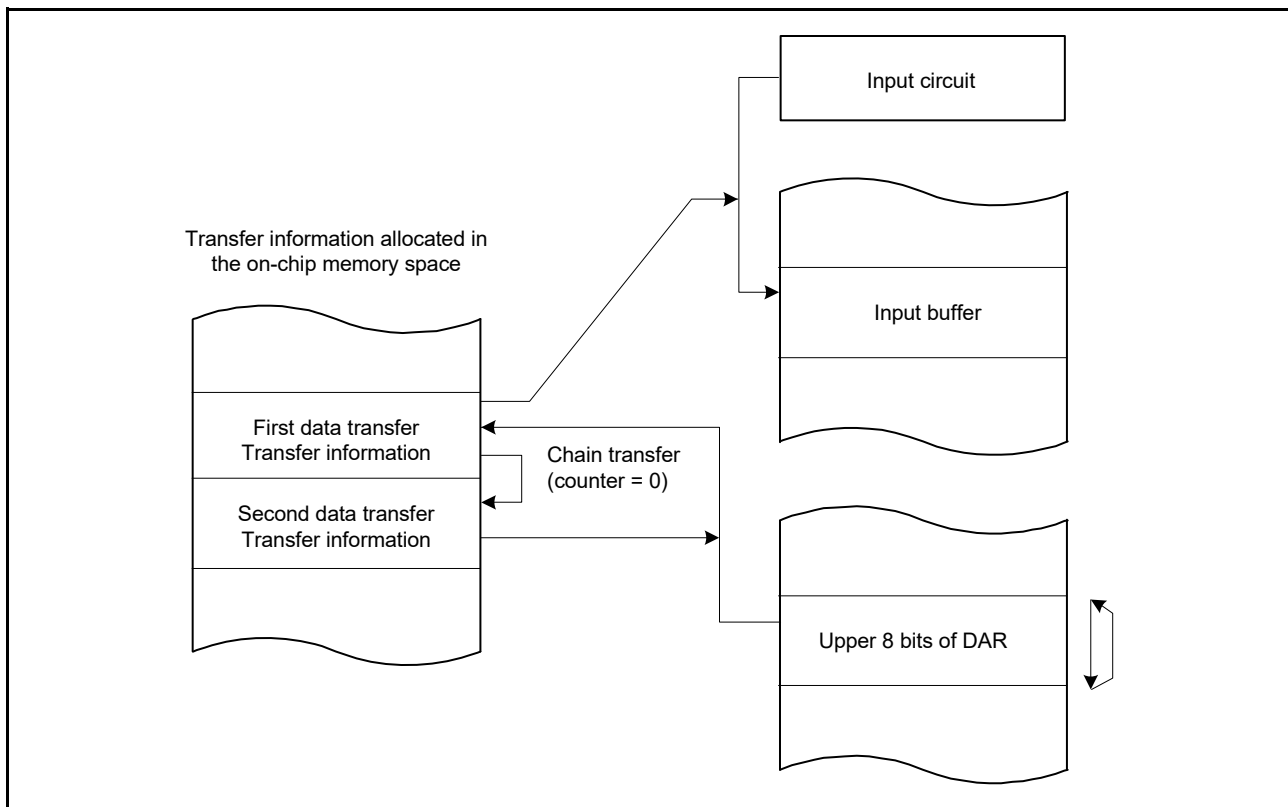 Input circuit
Transfer information allocated in
the on-chip memory space
Input buffer
First data transfer
Transfer information
Chain transfer
(counter = 0)
Second data transfer
Transfer information
Upper 8 bits of DAR